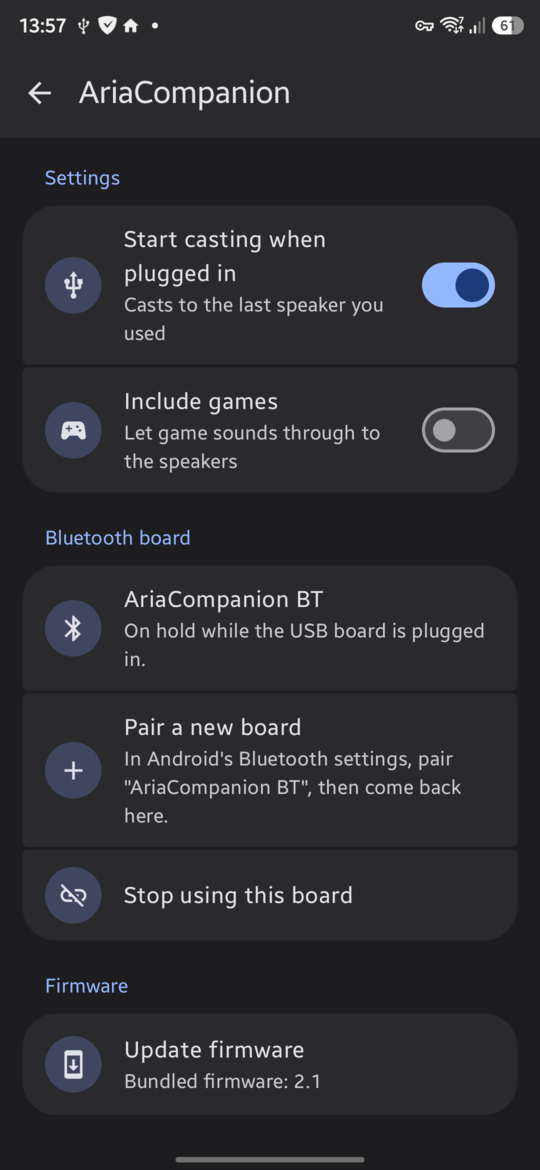 13:57
61
AriaCompanion
Settings
Start casting when
plugged in
Casts to the last speaker you
used
Include games
Let game sounds through to
the speakers
Bluetooth board
AriaCompanion BT
On hold while the USB board is plugged
in.
Pair a new board
In Android's Bluetooth settings, pair
"AriaCompanion BT", then come back
here.
Stop using this board
Firmware
Update firmware
Bundled firmware: 2.1